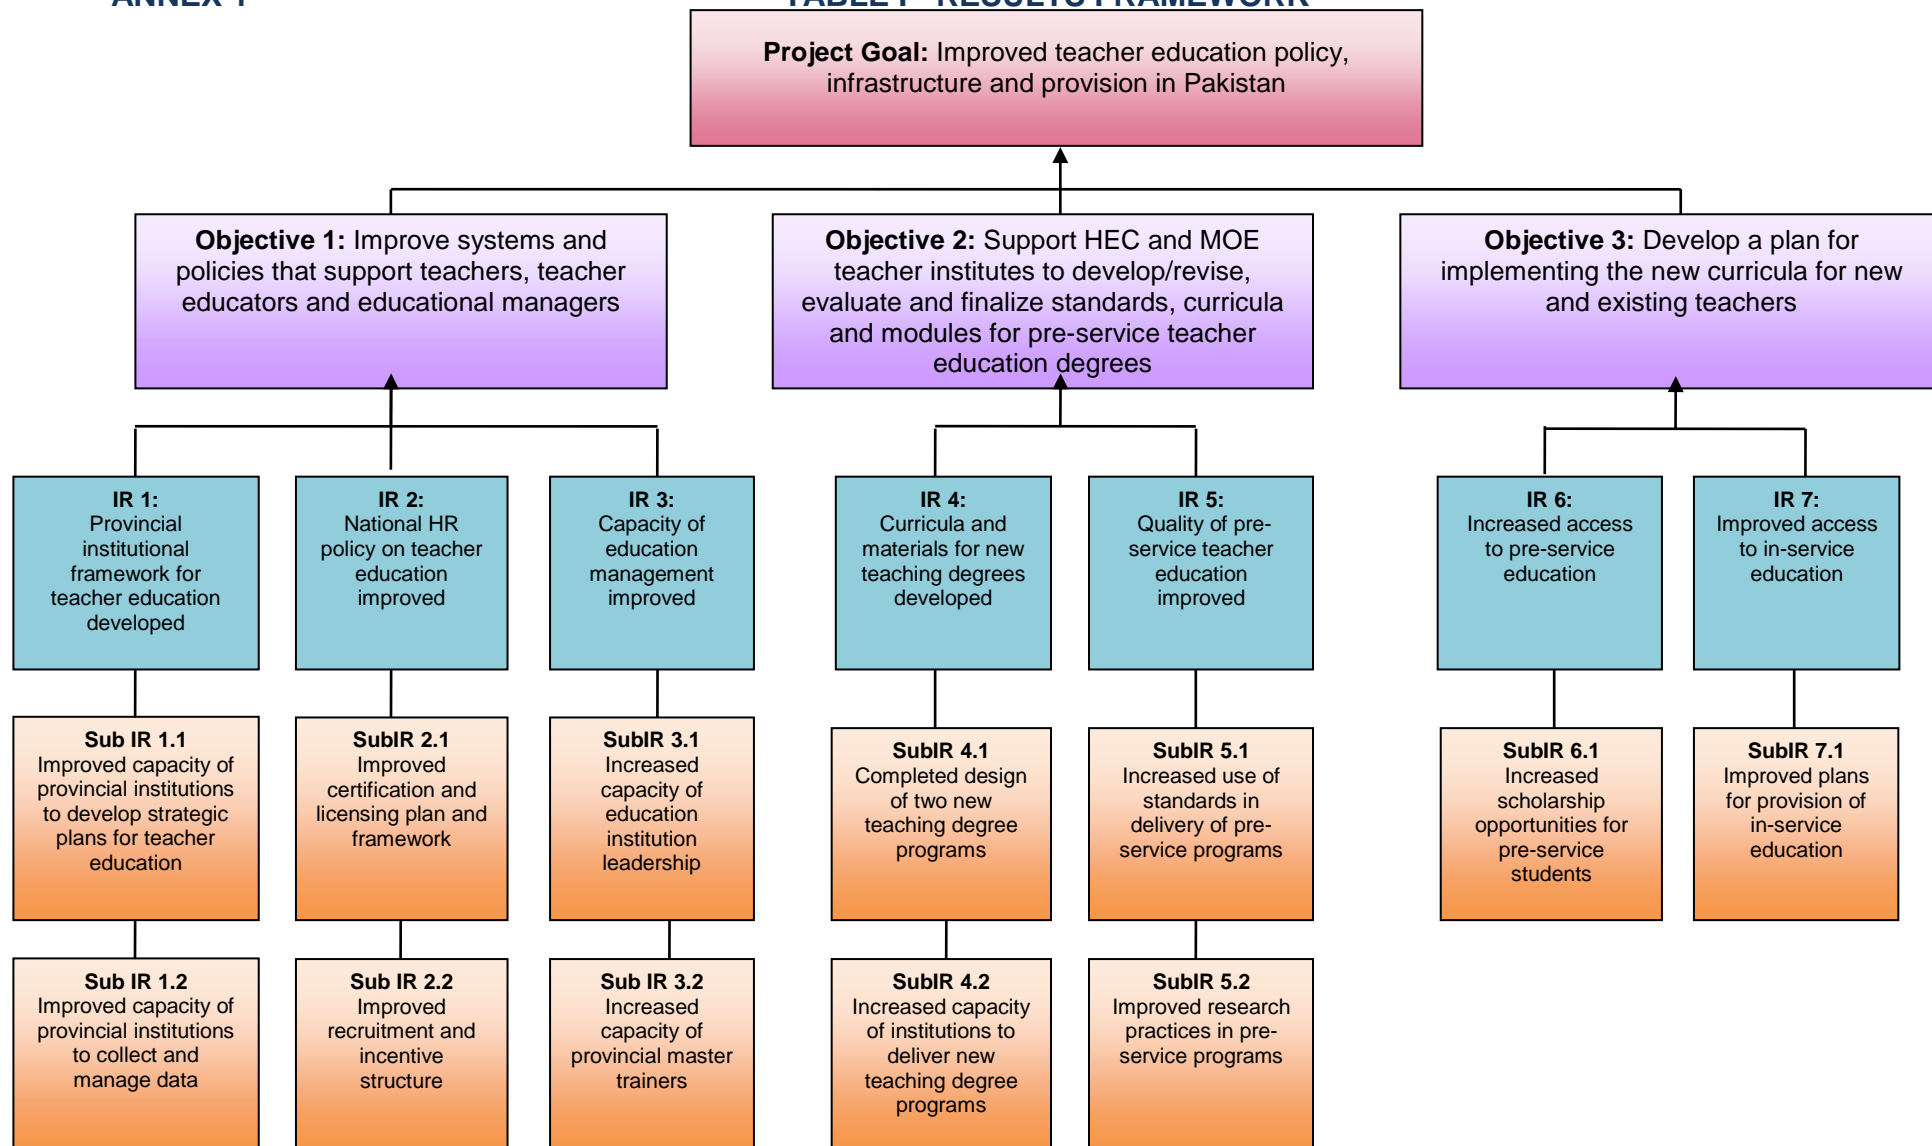 ANNEX 1
TABLE I - RESULTS FRAMEWORK
Project Goal: Improved teacher education policy,
infrastructure and provision in Pakistan
Objective 1: Improve systems and
policies that support teachers, teacher
educators and educational managers
Objective 2: Support HEC and MOE
teacher institutes to develop/revise,
evaluate and finalize standards, curricula
and modules for pre-service teacher
education degrees
Objective 3: Develop a plan for
implementing the new curricula for new
and existing teachers
IR 1:
Provincial
institutional
framework for
teacher education
developed
IR 2:
National HR
policy on teacher
education
improved
IR 3:
Capacity of
education
management
improved
IR 4:
Curricula and
materials for new
teaching degrees
developed
IR 5:
Quality of pre-
service teacher
education
improved
IR 6:
Increased access
to pre-service
education
IR 7:
Improved access
to in-service
education
Sub IR 1.1
Improved capacity of
provincial institutions
to develop strategic
plans for teacher
education
SubIR 2.1
Improved
certification and
licensing plan and
framework
SubIR 3.1
Increased
capacity of
education
institution
leadership
SubIR 4.1
Completed design
of two new
teaching degree
programs
SubIR 5.1
Increased use of
standards in
delivery of pre-
service programs
SubIR 6.1
Increased
scholarship
opportunities for
pre-service
students
SubIR 7.1
Improved plans
for provision of
in-service
education
Sub IR 1.2
Improved capacity of
provincial institutions
to collect and
manage data
Sub IR 2.2
Improved
recruitment and
incentive
structure
Sub IR 3.2
Increased
capacity of
provincial master
trainers
SubIR 4.2
Increased capacity
of institutions to
deliver new
teaching degree
programs
SubIR 5.2
Improved research
practices in pre-
service programs